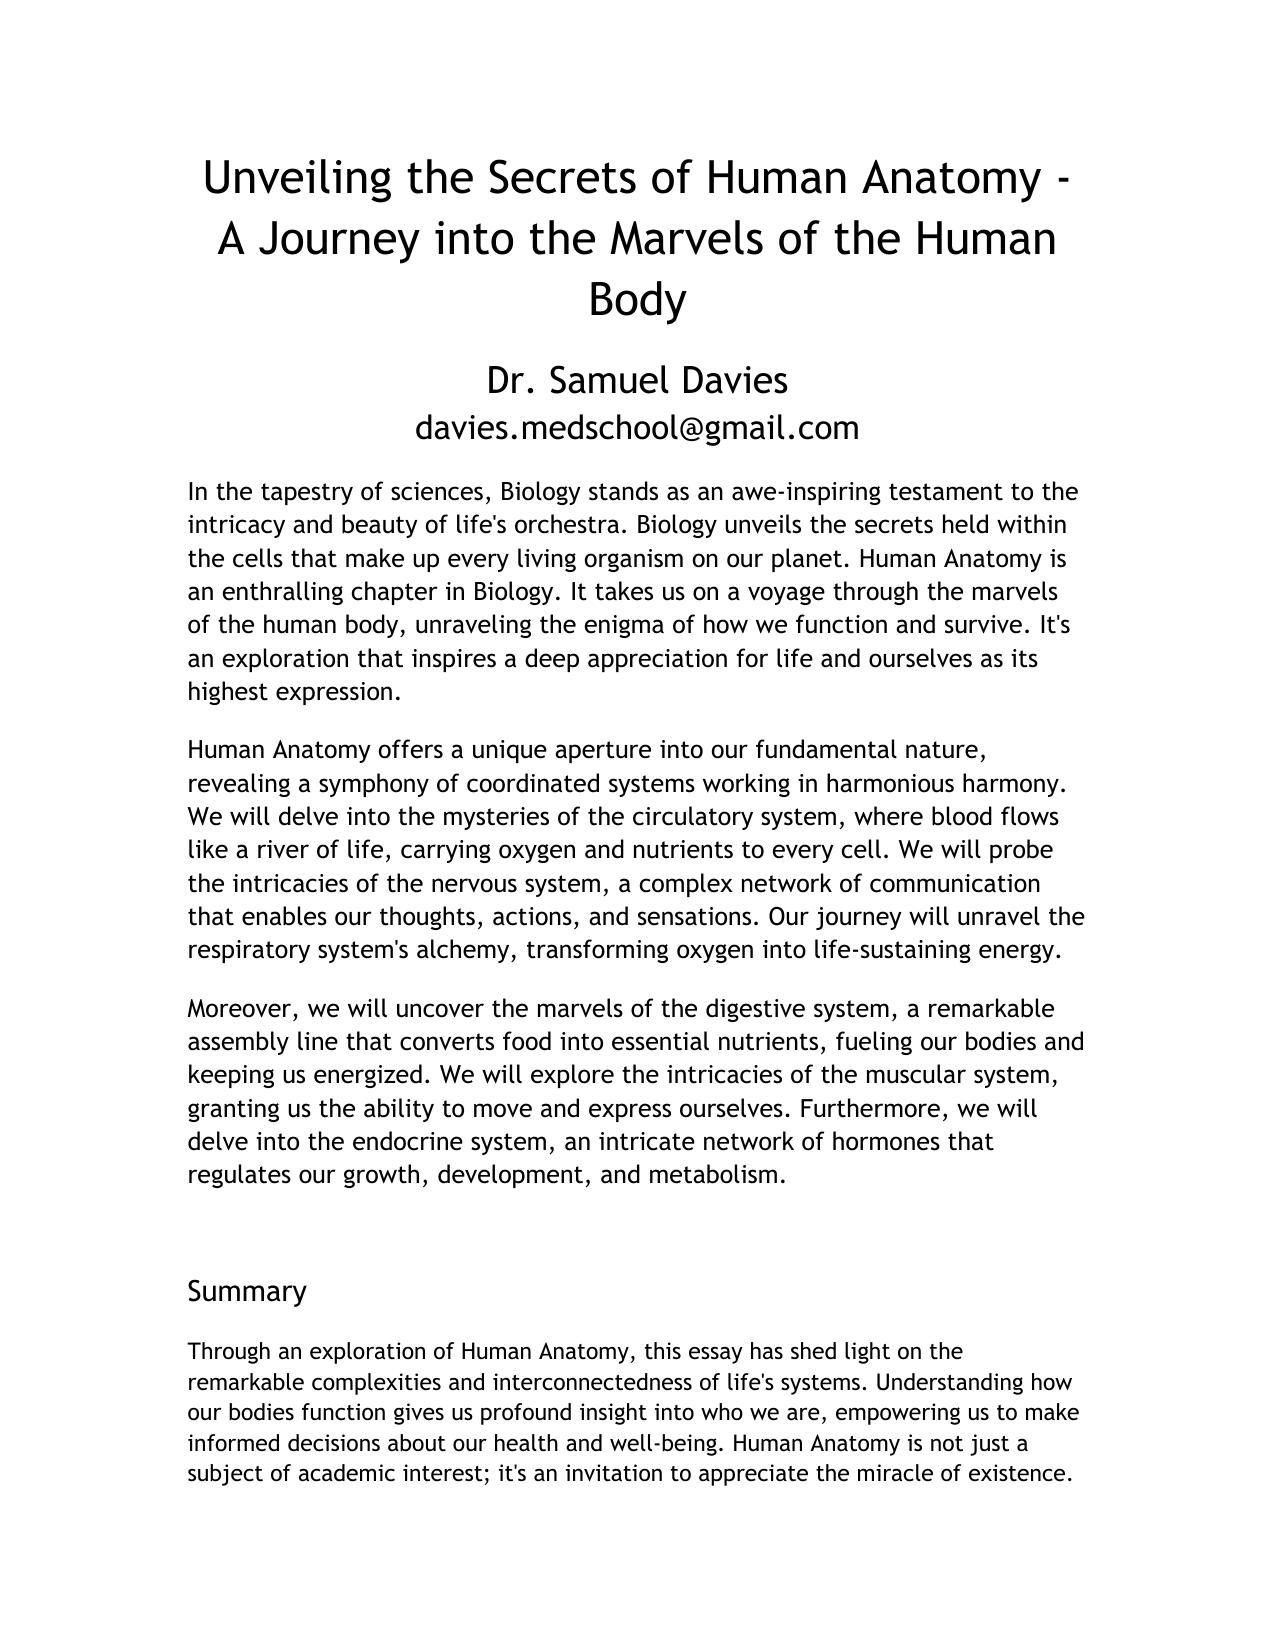 Unveiling the Secrets of Human Anatomy -
A Journey into the Marvels of the Human
Body
Dr. Samuel Davies
davies.medschool@gmail.com
In the tapestry of sciences, Biology stands as an awe-inspiring testament to the
intricacy and beauty of life's orchestra. Biology unveils the secrets held within
the cells that make up every living organism on our planet. Human Anatomy is
an enthralling chapter in Biology. It takes us on a voyage through the marvels
of the human body, unraveling the enigma of how we function and survive. It's
an exploration that inspires a deep appreciation for life and ourselves as its
highest expression.
Human Anatomy offers a unique aperture into our fundamental nature,
revealing a symphony of coordinated systems working in harmonious harmony.
We will delve into the mysteries of the circulatory system, where blood flows
like a river of life, carrying oxygen and nutrients to every cell. We will probe
the intricacies of the nervous system, a complex network of communication
that enables our thoughts, actions, and sensations. Our journey will unravel the
respiratory system's alchemy, transforming oxygen into life-sustaining energy.
Moreover, we will uncover the marvels of the digestive system, a remarkable
assembly line that converts food into essential nutrients, fueling our bodies and
keeping us energized. We will explore the intricacies of the muscular system,
granting us the ability to move and express ourselves. Furthermore, we will
delve into the endocrine system, an intricate network of hormones that
regulates our growth, development, and metabolism.
Summary
Through an exploration of Human Anatomy, this essay has shed light on the
remarkable complexities and interconnectedness of life's systems. Understanding how
our bodies function gives us profound insight into who we are, empowering us to make
informed decisions about our health and well-being. Human Anatomy is not just a
subject of academic interest; it's an invitation to appreciate the miracle of existence.